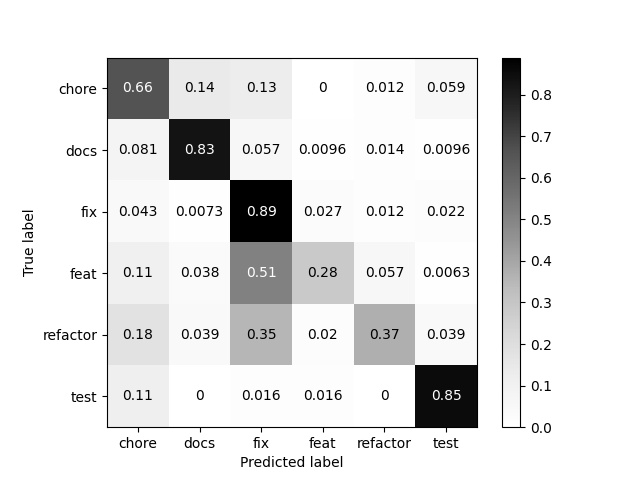 chore 0.66 0.14 0.13 0 0.012 0.059
docs 0.081 0.83 0.057 0.0096 0.014 0.0096
fix 0.043 0.0073 0.89 0.027 0.012 0.022
feat 0.11 0.038 0.51 0.28 0.057 0.0063
refactor 0.18 0.039 0.35 0.02 0.37 0.039
test 0.11 0 0.016 0.016 0 0.85
chore docs fix feat refactor test
Predicted label
True label
0.8
0.7
0.6
0.5
0.4
0.3
0.2
0.1
0.0